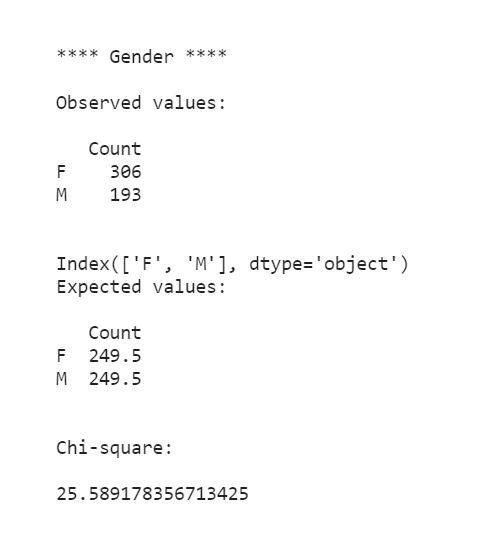 **** Gender ****
Observed values:
Count
F 306
M 193
Index(['F', 'M'], dtype='object')
Expected values:
Count
F 249.5
M 249.5
Chi-square:
25.589178356713425